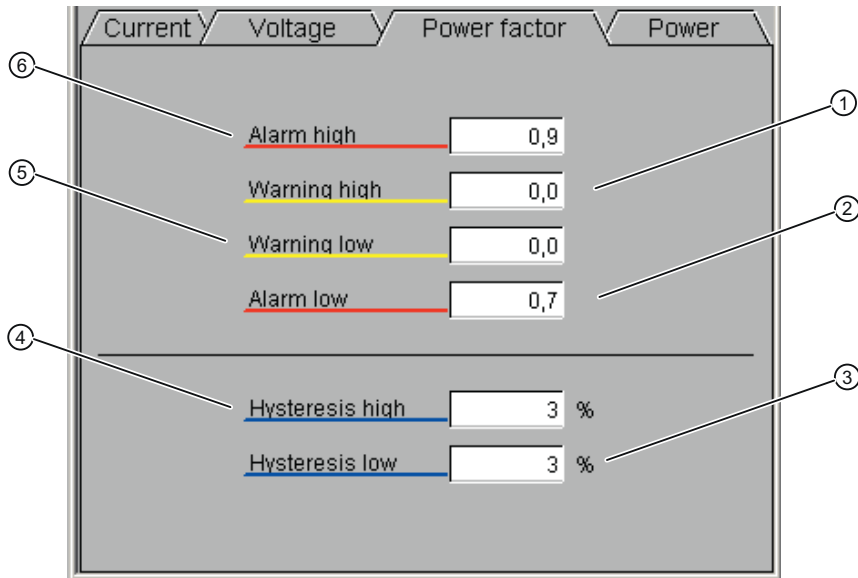 Current Voltage Power factor Power
⑥
Alarm high 0,9
①
⑤
Warning high 0,0
②
Warning low 0,0
Alarm low 0,7
④
③
Hysteresis high 3 %
Hysteresis low 3 %